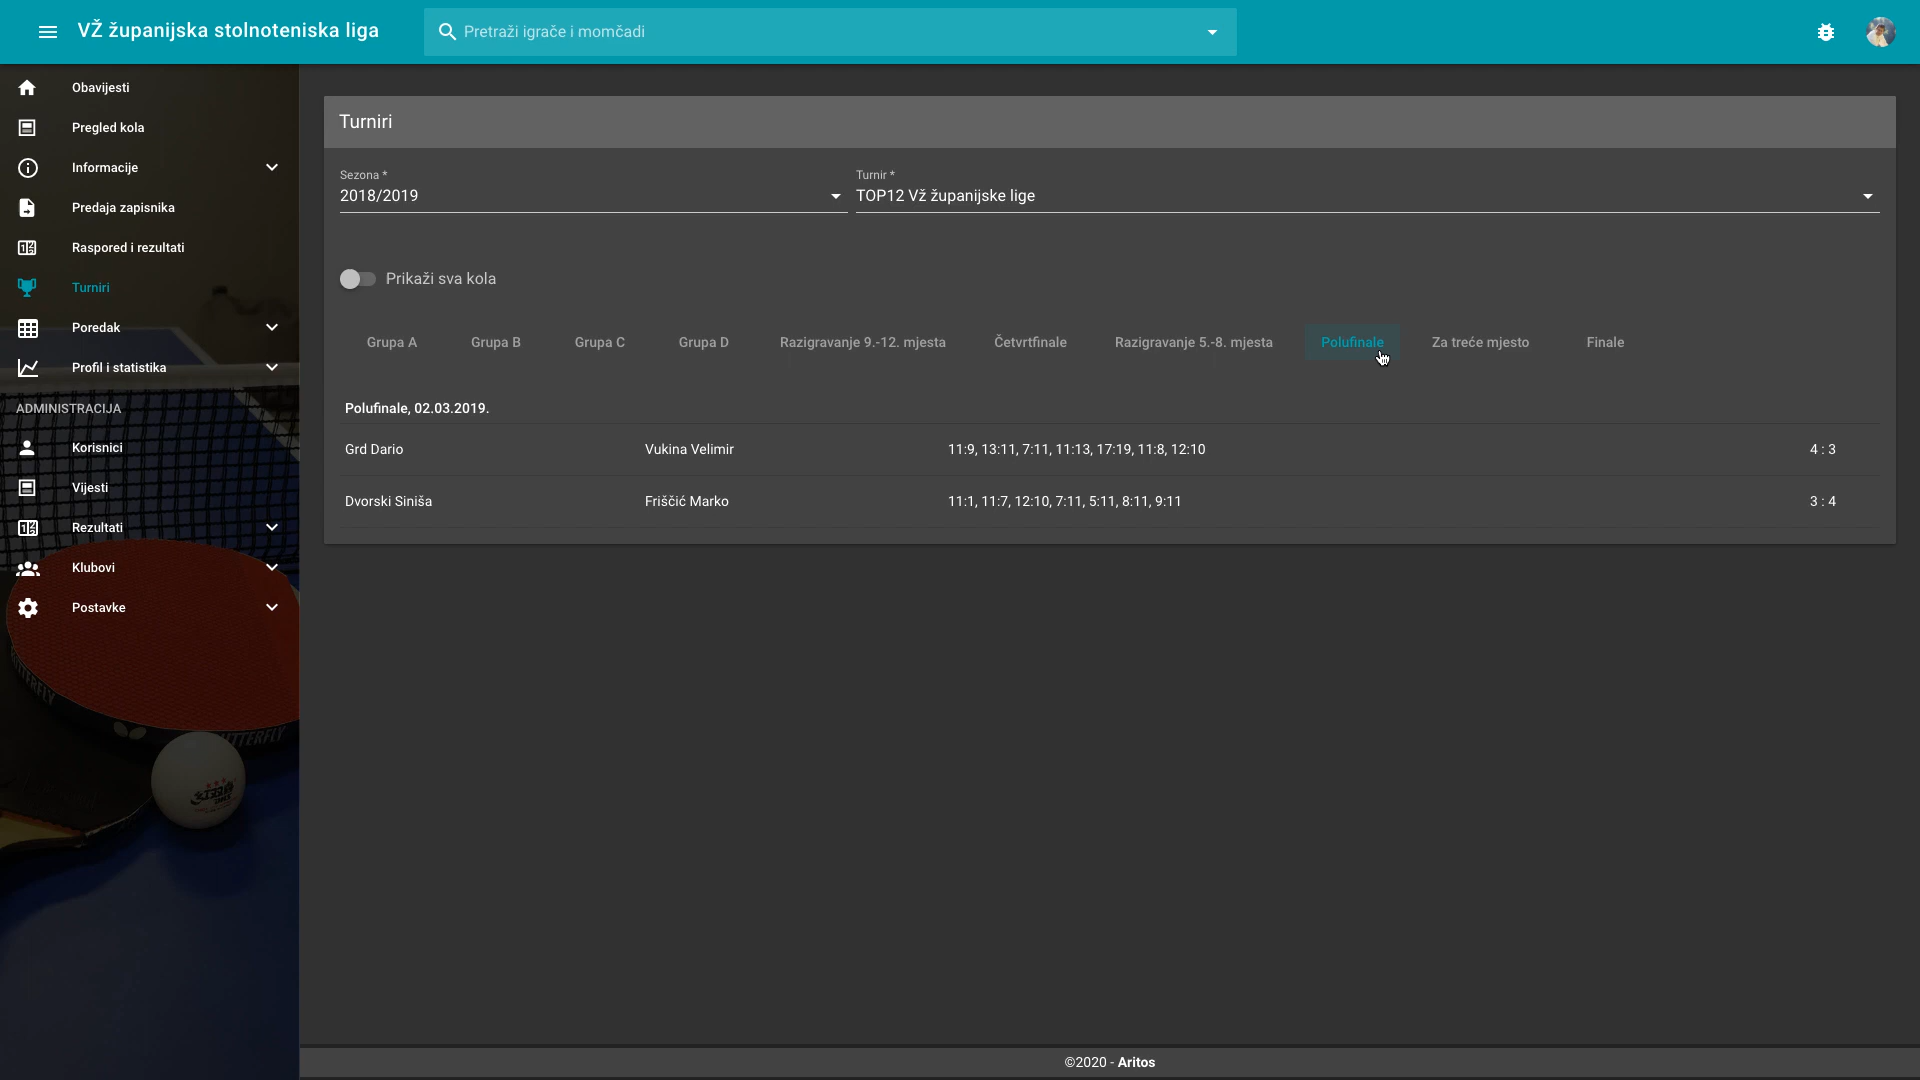 VŽ županijska stolnoteniska liga
Pretraži igrače i momčadi
Obavijesti
Pregled kola
Informacije
Predaja zapisnika
Raspored i rezultati
Turniri
Poredak
Profil i statistika
ADMINISTRACIJA
Korisnici
Vijesti
Rezultati
Klubovi
Postavke
BUTTERFLY
Turniri
Sezona *
2018/2019
Turnir *
TOP12 Vž županijske lige
Prikaži sva kola
Grupa A Grupa B Grupa C Grupa D Razigravanje 9.-12. mjesta Četvrtfinale Razigravanje 5.-8. mjesta Polufinale Za treće mjesto Finale
Polufinale, 02.03.2019.
Grd Dario Vukina Velimir 11:9, 13:11, 7:11, 11:13, 17:19, 11:8, 12:10 4 : 3
Dvorski Siniša Friščić Marko 11:1, 11:7, 12:10, 7:11, 5:11, 8:11, 9:11 3 : 4
©2020 - Aritos